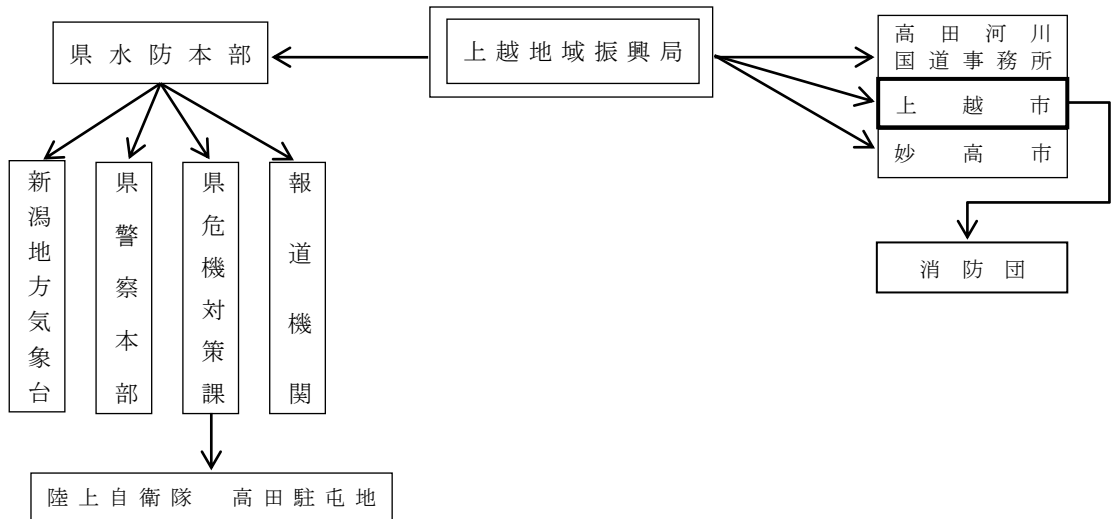 県水防本部
上越地域振興局
高田河川
国道事務所
上越市
妙高市
消防団
新潟地方気象台
県警察本部
県危機対策課
報道機関
陸上自衛隊 高田駐屯地